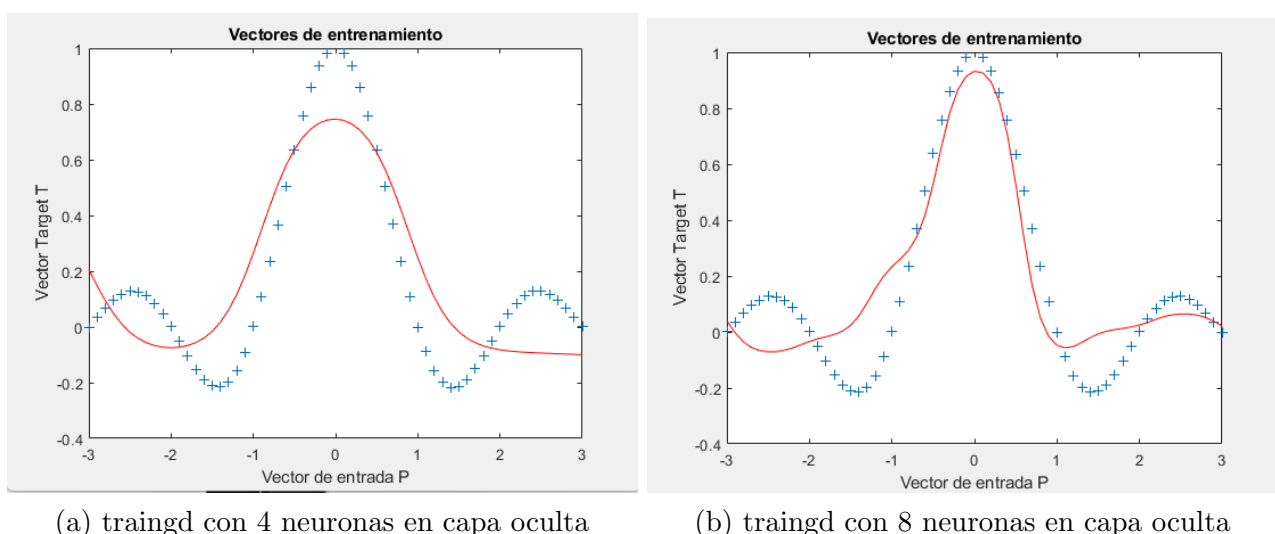 Vectores de entrenamiento
1
0.8
0.6
0.4
0.2
0
-0.2
-0.4
-3 -2 -1 0 1 2 3
Vector Target T
Vector de entrada P
(a) traingd con 4 neuronas en capa oculta
Vectores de entrenamiento
1
0.8
0.6
0.4
0.2
0
-0.2
-0.4
-3 -2 -1 0 1 2 3
Vector Target T
Vector de entrada P
(b) traingd con 8 neuronas en capa oculta